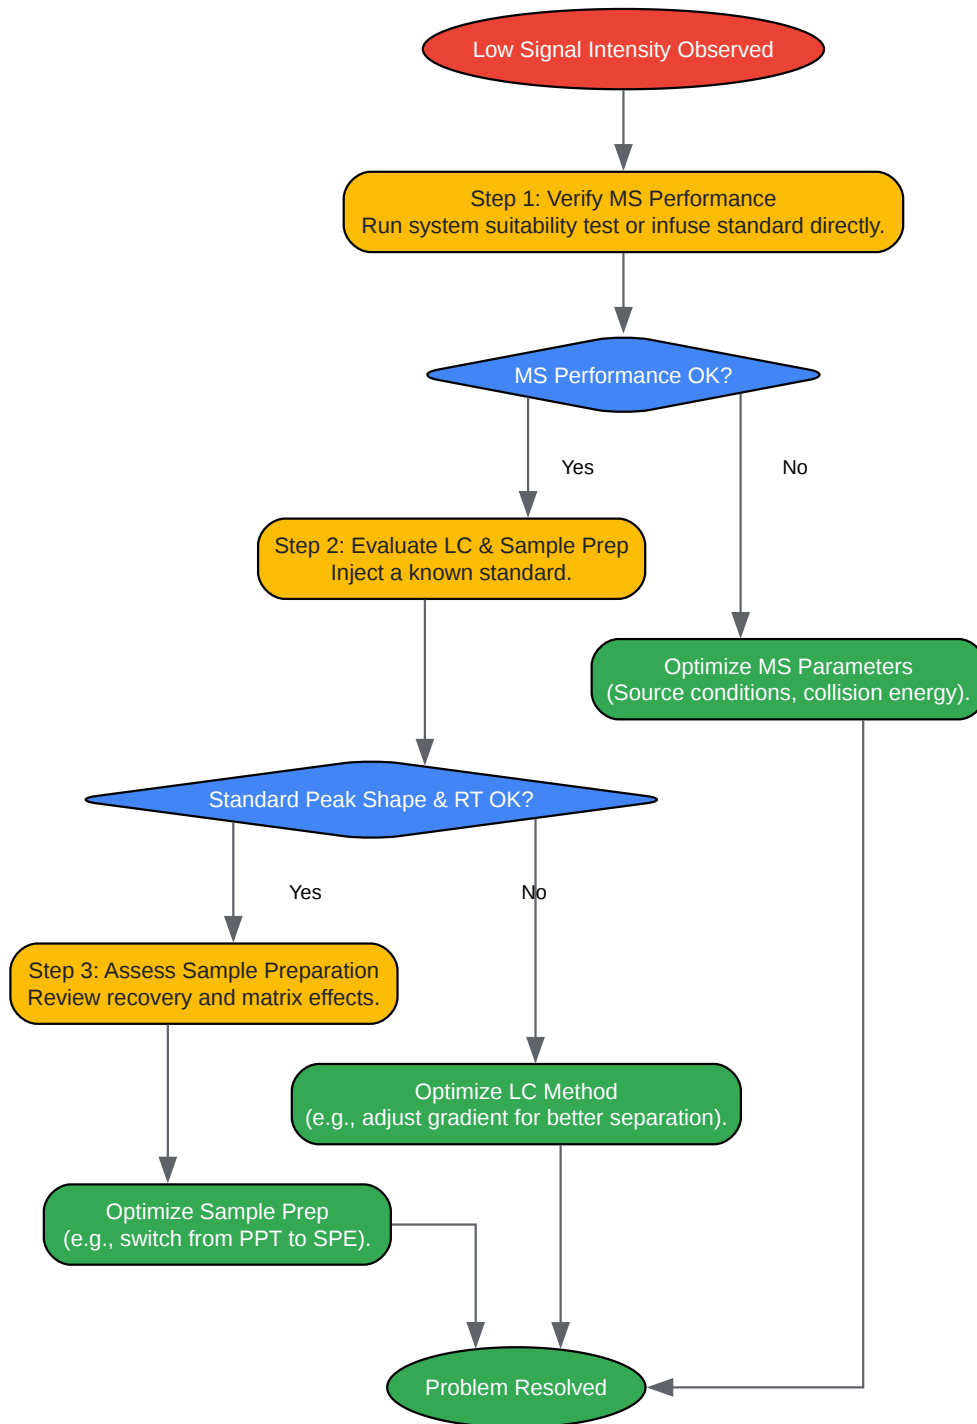 Low Signal Intensity Observed
Step 1: Verify MS Performance
Run system suitability test or infuse standard directly.
MS Performance OK?
Yes
No
Step 2: Evaluate LC & Sample Prep
Inject a known standard.
Optimize MS Parameters
(Source conditions, collision energy).
Standard Peak Shape & RT OK?
Yes
No
Step 3: Assess Sample Preparation
Review recovery and matrix effects.
Optimize LC Method
(e.g., adjust gradient for better separation).
Optimize Sample Prep
(e.g., switch from PPT to SPE).
Problem Resolved